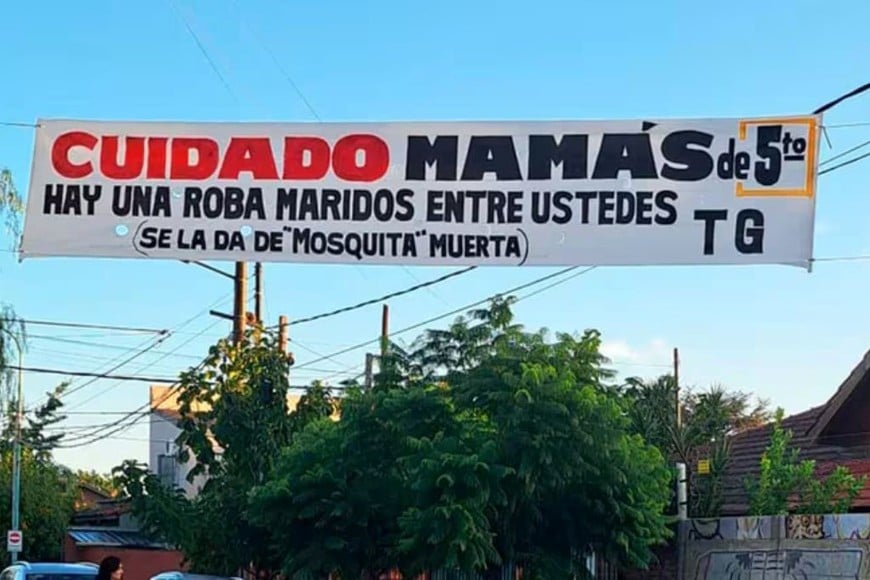 CUIDADO MAMÁS de 5to
HAY UNA ROBA MARIDOS ENTRE USTEDES TG
(SE LA DA DE "MOSQUITA" MUERTA)